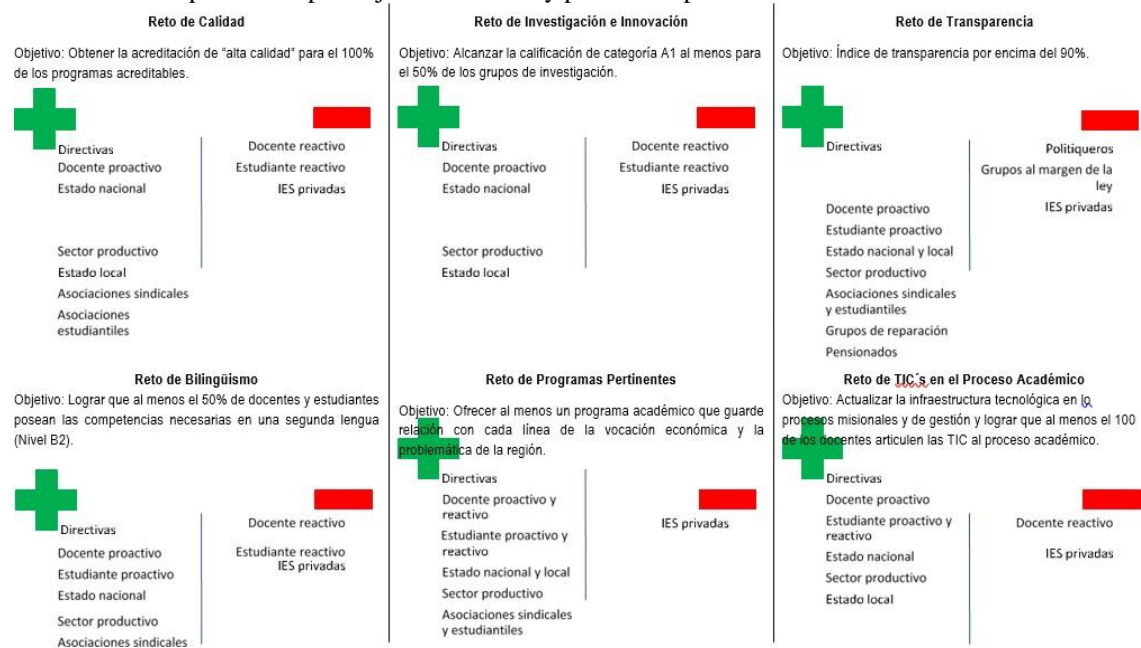 Reto de Calidad
Objetivo: Obtener la acreditación de “alta calidad” para el 100%
de los programas acreditables.
Directivas
Docente proactivo
Estado nacional
Sector productivo
Estado local
Asociaciones sindicales
Asociaciones
estudiantiles
Docente reactivo
Estudiante reactivo
IES privadas
Reto de Investigación e Innovación
Objetivo: Alcanzar la calificación de categoría A1 al menos para
el 50% de los grupos de investigación.
Directivas
Docente proactivo
Estado nacional
Sector productivo
Estado local
Docente reactivo
Estudiante reactivo
IES privadas
Reto de Transparencia
Objetivo: Índice de transparencia por encima del 90%.
Directivas
Docente proactivo
Estudiante proactivo
Estado nacional y local
Sector productivo
Asociaciones sindicales
y estudiantiles
Grupos de reparación
Pensionados
Politiqueros
Grupos al margen de la
ley
IES privadas
Reto de Bilingüismo
Objetivo: Lograr que al menos el 50% de docentes y estudiantes
posean las competencias necesarias en una segunda lengua
(Nivel B2).
Directivas
Docente proactivo
Estudiante proactivo
Estado nacional
Sector productivo
Asociaciones sindicales
Docente reactivo
Estudiante reactivo
IES privadas
Reto de Programas Pertinentes
Objetivo: Ofrecer al menos un programa académico que guarde
relación con cada línea de la vocación económica y la
problemática de la región.
Directivas
Docente proactivo y
reactivo
Estudiante proactivo y
reactivo
Estado nacional y local
Sector productivo
Asociaciones sindicales
y estudiantiles
IES privadas
Reto de TIC´s en el Proceso Académico
Objetivo: Actualizar la infraestructura tecnológica en lo
procesos misionales y de gestión y lograr que al menos el 100
de los docentes articulen las TIC al proceso académico.
Directivas
Docente proactivo
Estudiante proactivo y
reactivo
Estado nacional
Sector productivo
Estado local
Docente reactivo
IES privadas